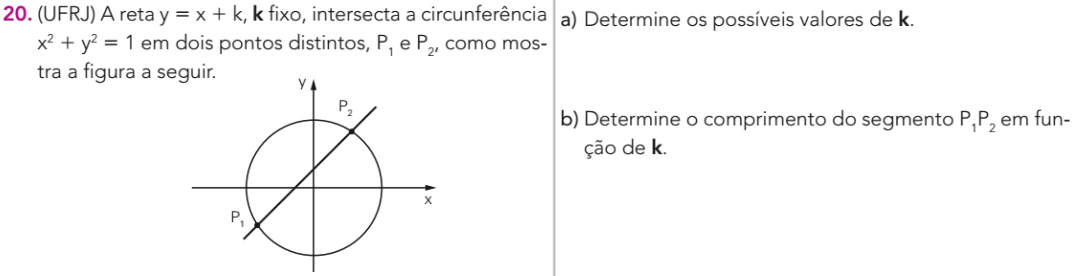 20. (UFRJ) A reta y = x + k, k fixo, intersecta a circunferência
x² + y² = 1 em dois pontos distintos, P₁ e P₂, como mos-
tra a figura a seguir.
y
P₂
x
P₁
a) Determine os possíveis valores de k.
b) Determine o comprimento do segmento P₁P₂ em fun-
ção de k.